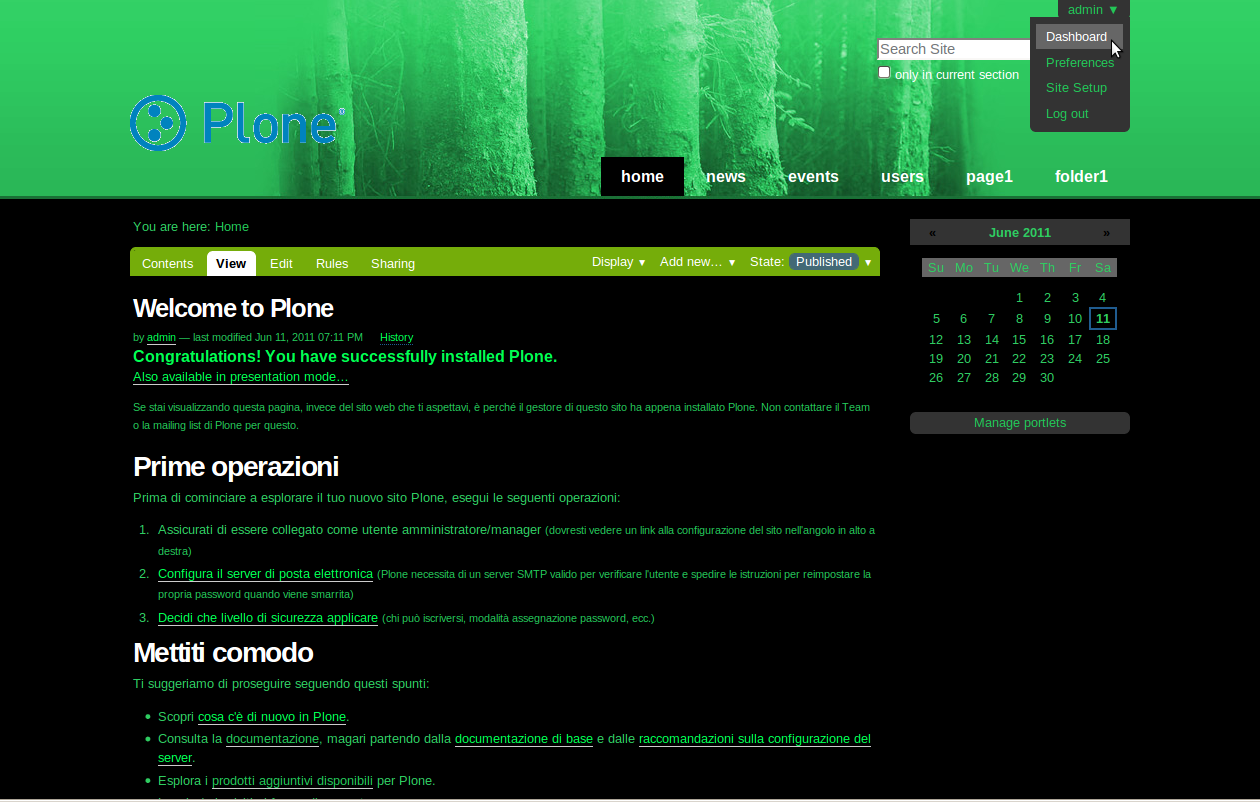 admin ▼
Dashboard
Preferences
Site Setup
Log out
Search Site
only in current section
Plone®
home news events users page1 folder1
You are here: Home
Contents View Edit Rules Sharing Display ▼ Add new… ▼ State: Published ▼
Welcome to Plone
by admin — last modified Jun 11, 2011 07:11 PM History
Congratulations! You have successfully installed Plone.
Also available in presentation mode…
Se stai visualizzando questa pagina, invece del sito web che ti aspettavi, è perché il gestore di questo sito ha appena installato Plone. Non contattare il Team
o la mailing list di Plone per questo.
Prime operazioni
Prima di cominciare a esplorare il tuo nuovo sito Plone, esegui le seguenti operazioni:
1. Assicurati di essere collegato come utente amministratore/manager (dovresti vedere un link alla configurazione del sito nell'angolo in alto a
destra)
2. Configura il server di posta elettronica (Plone necessita di un server SMTP valido per verificare l'utente e spedire le istruzioni per reimpostare la
propria password quando viene smarrita)
3. Decidi che livello di sicurezza applicare (chi può iscriversi, modalità assegnazione password, ecc.)
Mettiti comodo
Ti suggeriamo di proseguire seguendo questi spunti:
• Scopri cosa c'è di nuovo in Plone.
• Consulta la documentazione, magari partendo dalla documentazione di base e dalle raccomandazioni sulla configurazione del
server.
• Esplora i prodotti aggiuntivi disponibili per Plone.
« June 2011 »
Su Mo Tu We Th Fr Sa
1 2 3 4
5 6 7 8 9 10 11
12 13 14 15 16 17 18
19 20 21 22 23 24 25
26 27 28 29 30
Manage portlets